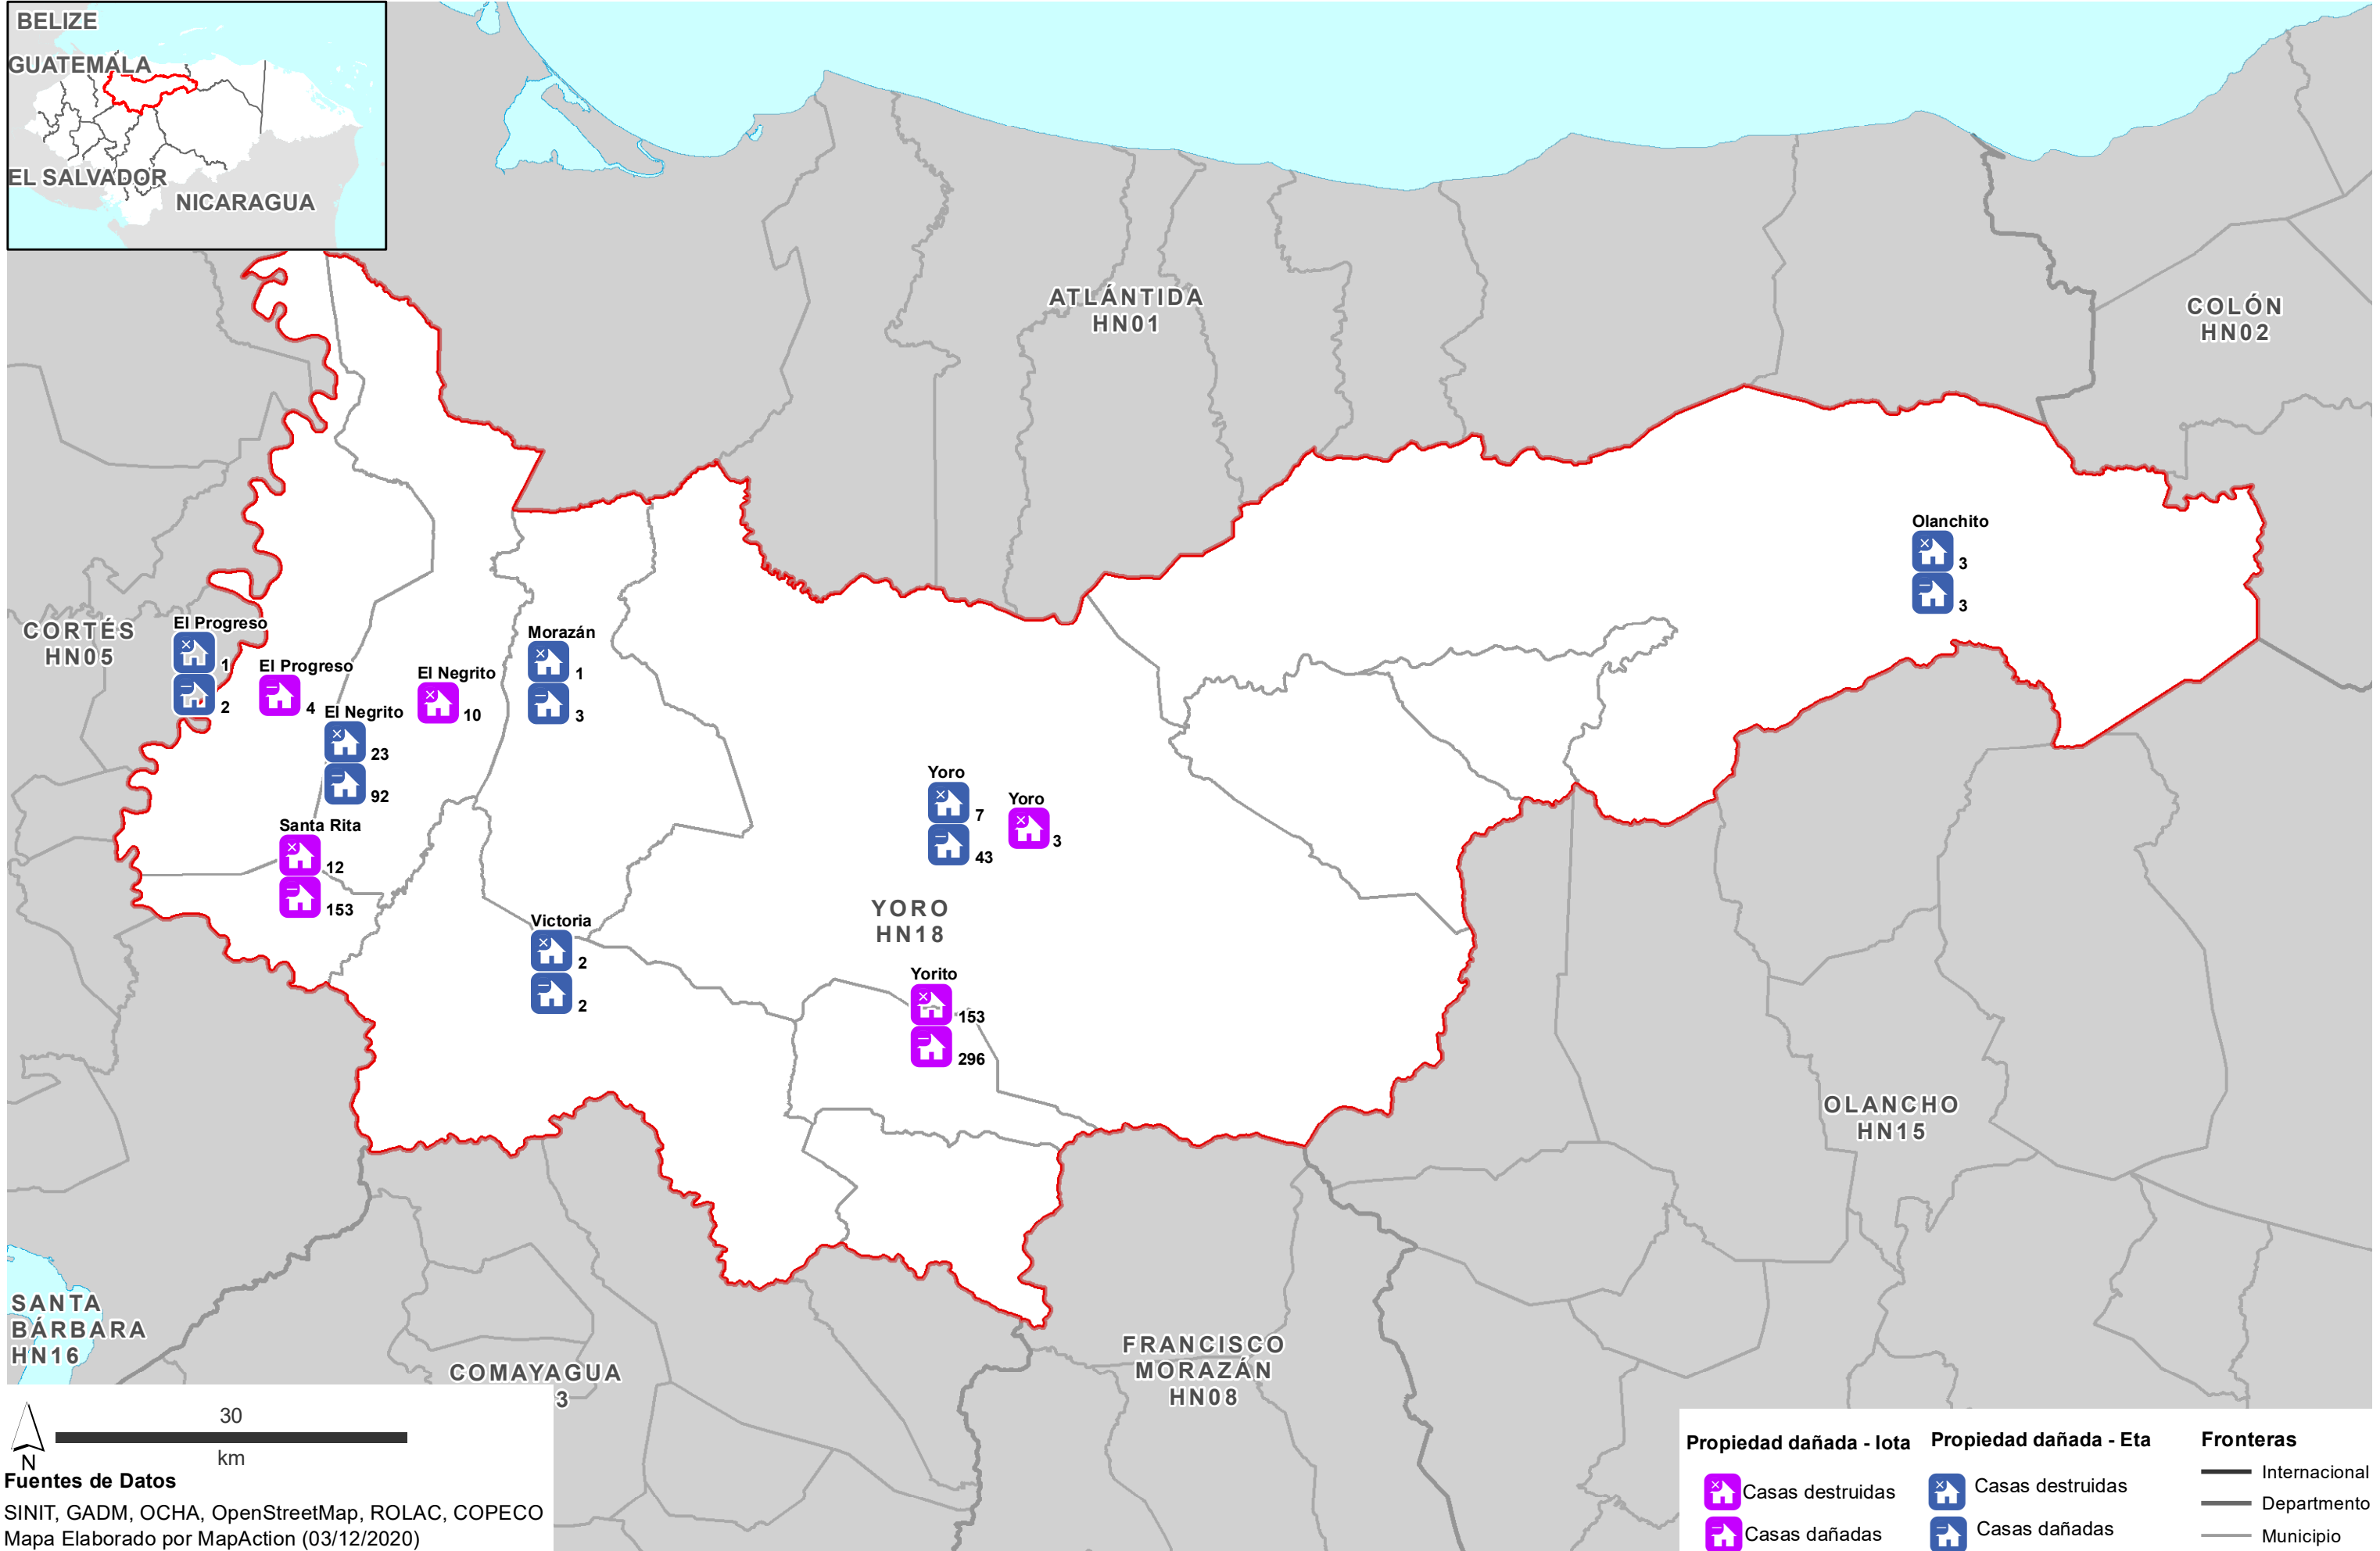 BELIZE
GUATEMALA
EL SALVADOR
NICARAGUA
ATLÁNTIDA
HN01
COLÓN
HN02
Olanchito
3
3
CORTÉS
HN05
El Progreso
1
2
El Progreso
4
El Negrito
10
Morazán
1
3
El Negrito
23
92
Yoro
7
43
Yoro
3
Santa Rita
12
153
Victoria
2
2
YORO
HN18
Yorito
153
296
OLANCHO
HN15
SANTA
BÁRBARA
HN16
COMAYAGUA
3
FRANCISCO
MORAZÁN
HN08
30
km
N
Fuentes de Datos
SINIT, GADM, OCHA, OpenStreetMap, ROLAC, COPECO
Mapa Elaborado por MapAction (03/12/2020)
Propiedad dañada - Iota
Casas destruidas
Casas dañadas
Propiedad dañada - Eta
Casas destruidas
Casas dañadas
Fronteras
Internacional
Departmento
Municipio